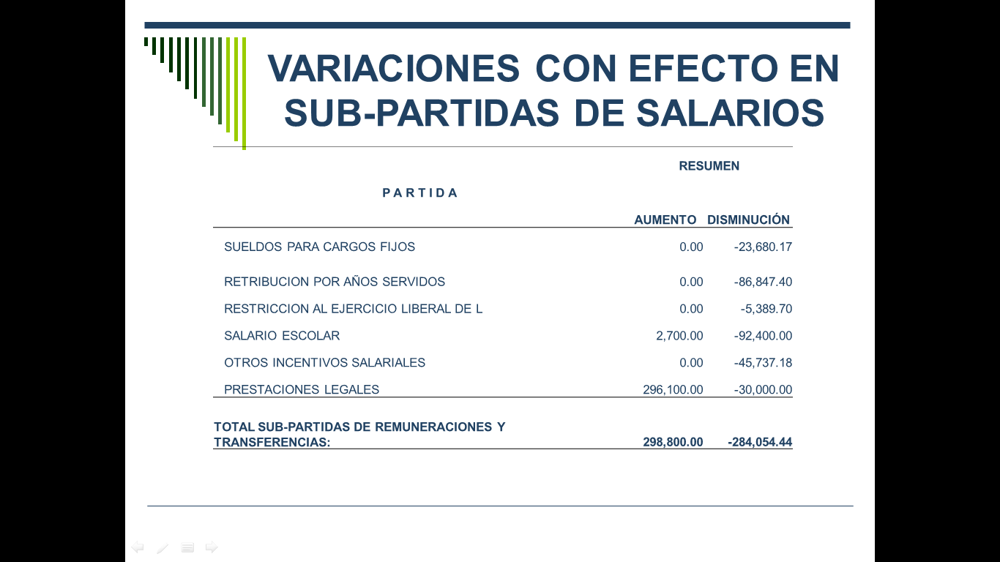 VARIACIONES CON EFECTO EN
SUB-PARTIDAS DE SALARIOS
RESUMEN
P A R T I D A
AUMENTO DISMINUCIÓN
SUELDOS PARA CARGOS FIJOS 0.00 -23,680.17
RETRIBUCION POR AÑOS SERVIDOS 0.00 -86,847.40
RESTRICCION AL EJERCICIO LIBERAL DE L 0.00 -5,389.70
SALARIO ESCOLAR 2,700.00 -92,400.00
OTROS INCENTIVOS SALARIALES 0.00 -45,737.18
PRESTACIONES LEGALES 296,100.00 -30,000.00
TOTAL SUB-PARTIDAS DE REMUNERACIONES Y
TRANSFERENCIAS: 298,800.00 -284,054.44